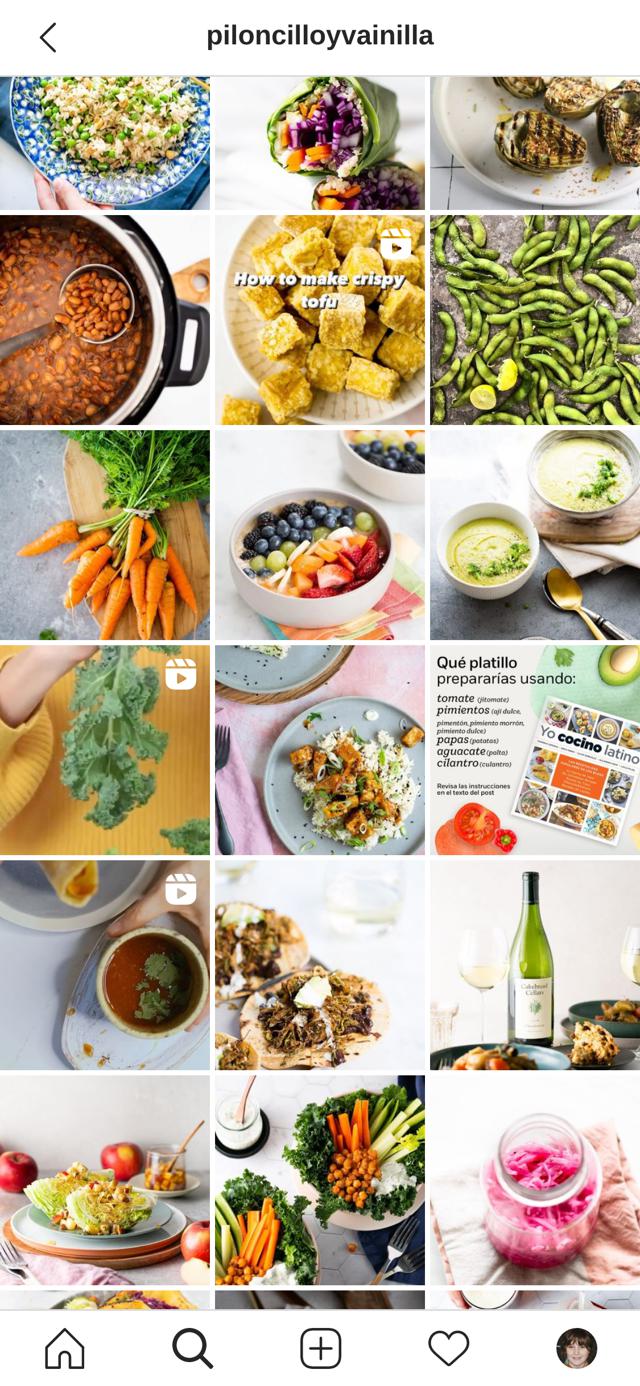 piloncilloyvainilla
How to make crispy
tofu
Qué platillo
prepararías usando:
tomate (jitomate)
pimientos (ají dulce,
pimentón, pimiento morrón,
pimiento dulce)
papas (patatas)
aguacate (palta)
cilantro (culantro)
Revisa las instrucciones
en el texto del post
Yo cocino latino
Cakebread
Cellars